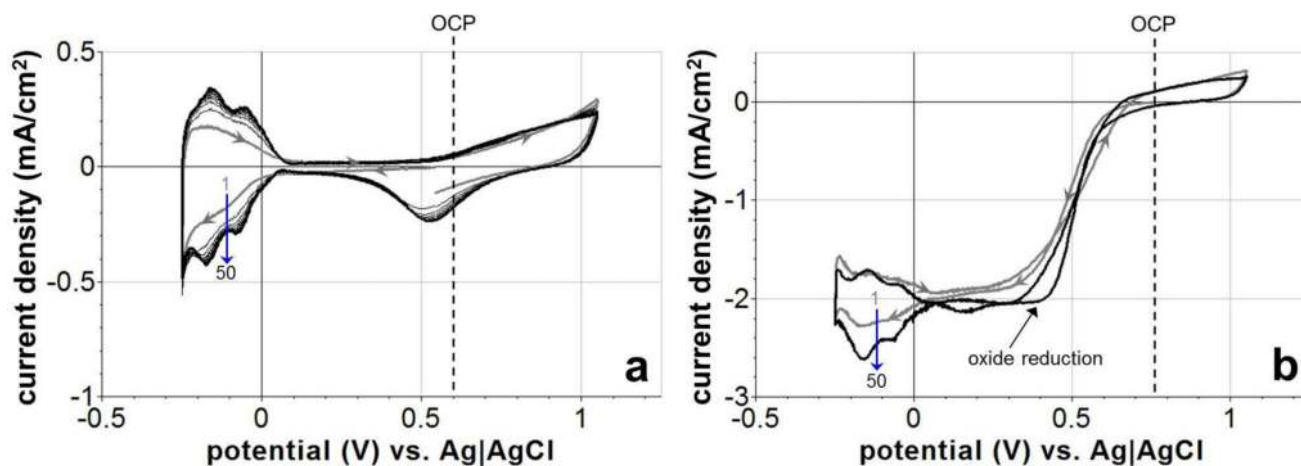 OCP
0.5
0
-0.5
-1
-0.5
0
0.5
1
current density (mA/cm²)
potential (V) vs. Ag|AgCl
1
50
a
OCP
0
-1
-2
-3
-0.5
0
0.5
1
current density (mA/cm²)
potential (V) vs. Ag|AgCl
1
50
oxide reduction
b